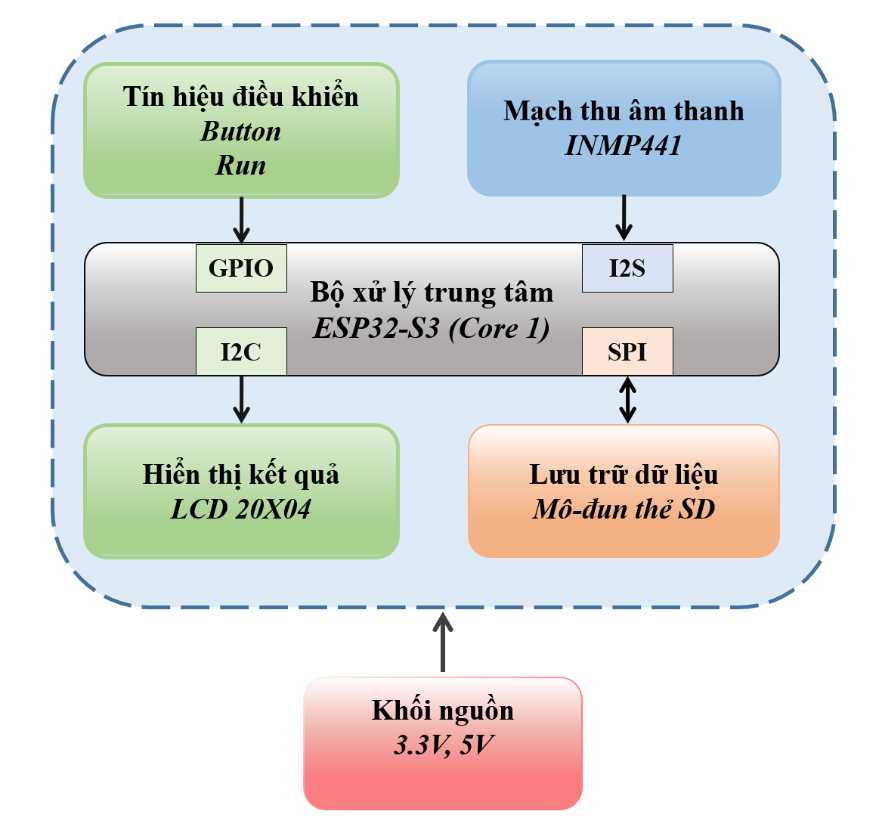 Tín hiệu điều khiển
Button
Run
Mạch thu âm thanh
INMP441
GPIO
I2S
Bộ xử lý trung tâm
ESP32-S3 (Core 1)
I2C
SPI
Hiển thị kết quả
LCD 20X04
Lưu trữ dữ liệu
Mô-đun thẻ SD
Khối nguồn
3.3V, 5V